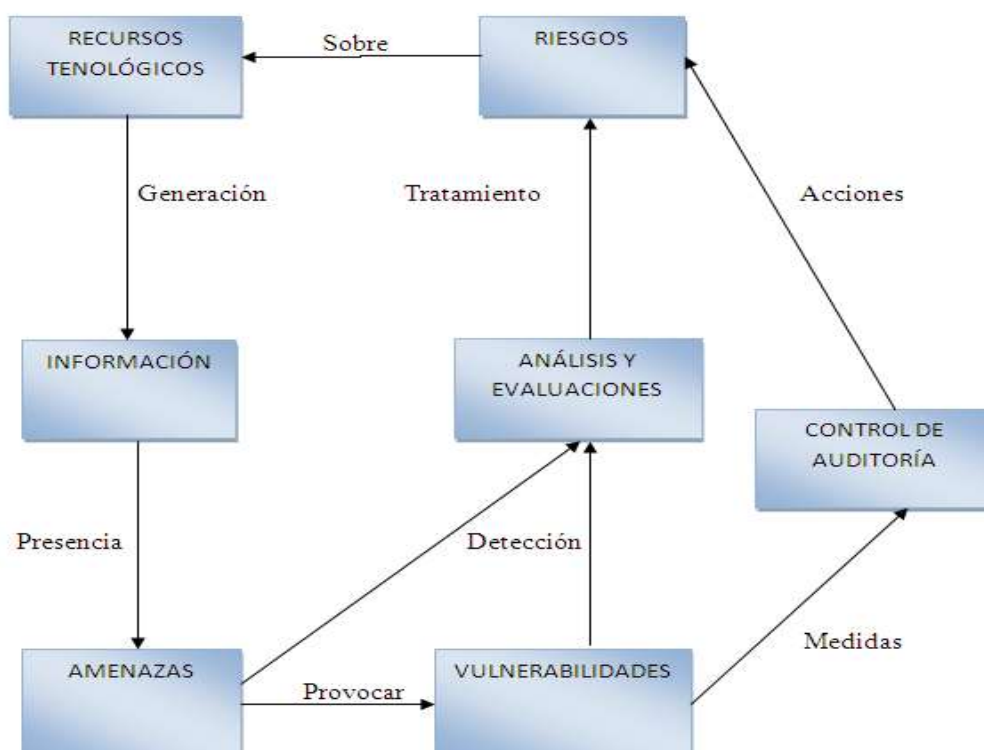 RECURSOS
TENOLÓGICOS
Sobre
RIESGOS
Generación
Tratamiento
Acciones
INFORMACIÓN
ANÁLISIS Y
EVALUACIONES
CONTROL DE
AUDITORÍA
Presencia
Detección
Medidas
AMENAZAS
Provocar
VULNERABILIDADES